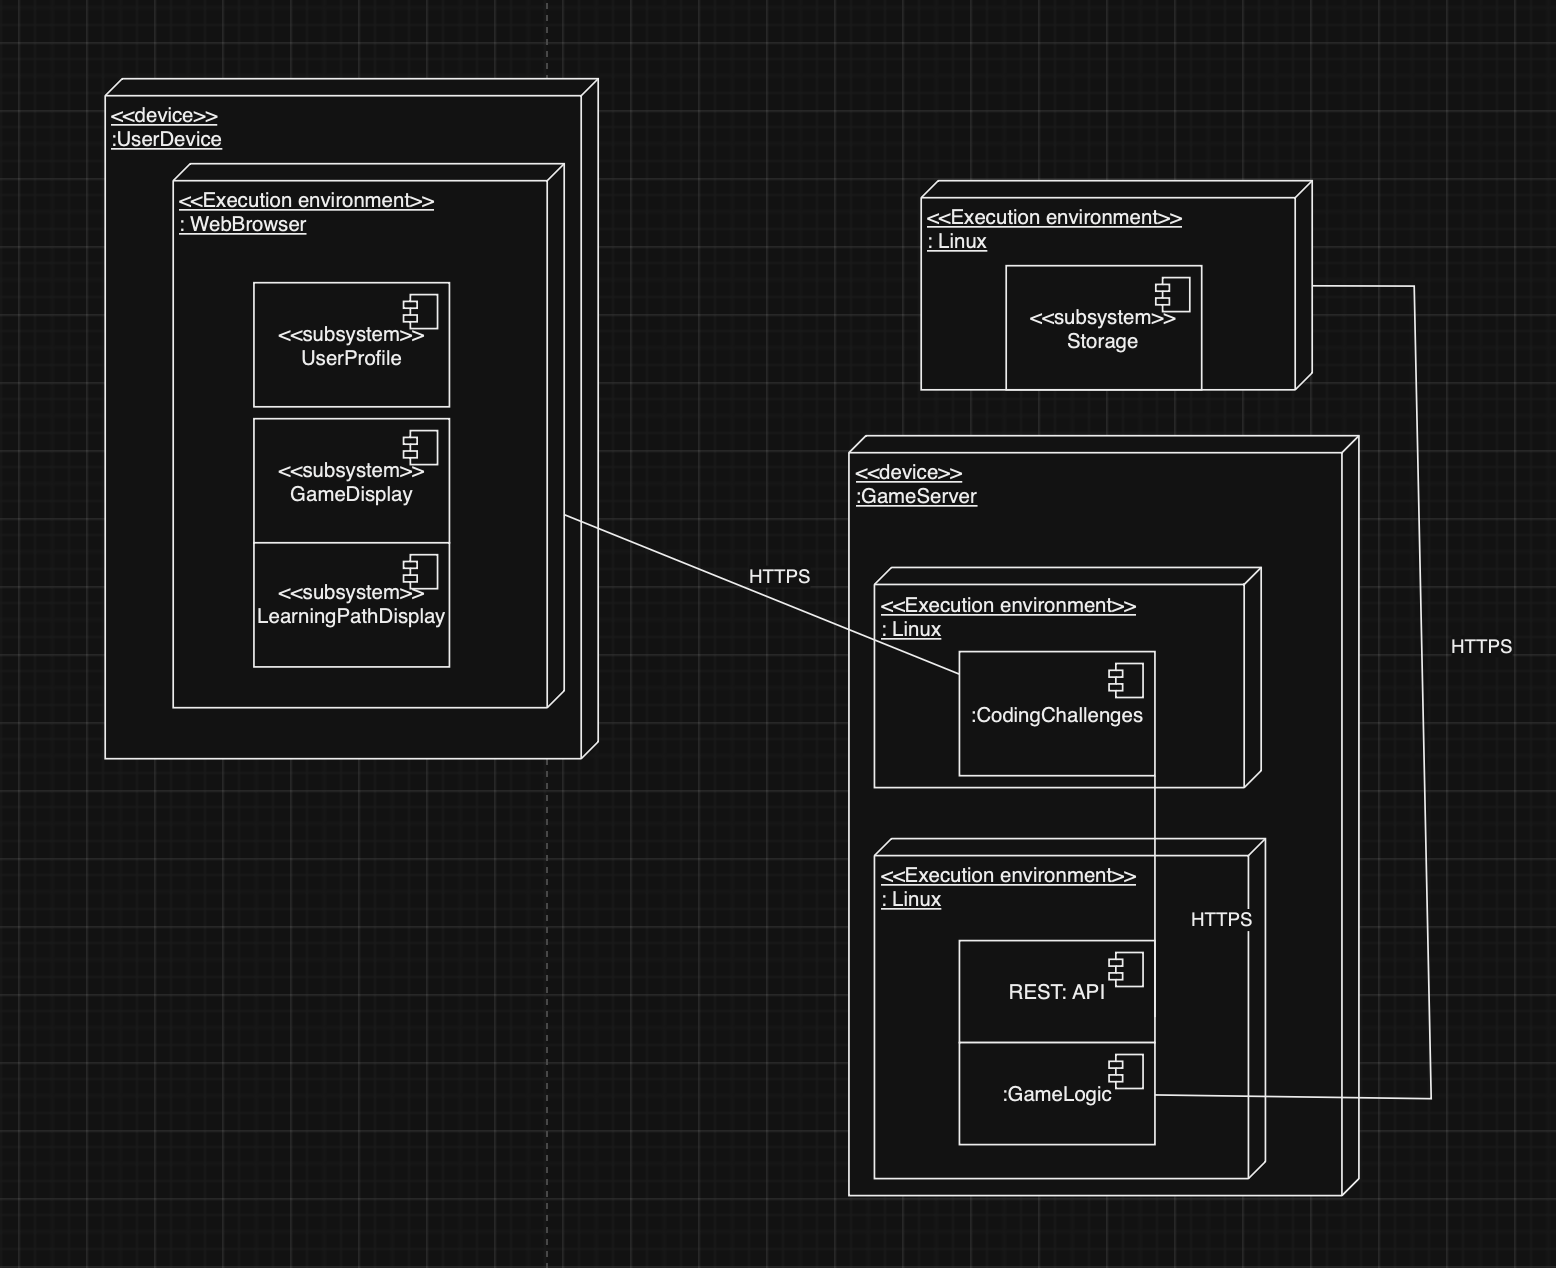 <<device>>
:UserDevice
<<Execution environment>>
: WebBrowser
<<subsystem>>
UserProfile
<<subsystem>>
GameDisplay
<<subsystem>>
LearningPathDisplay
HTTPS
<<Execution environment>>
: Linux
<<subsystem>>
Storage
<<device>>
:GameServer
<<Execution environment>>
: Linux
:CodingChallenges
HTTPS
<<Execution environment>>
: Linux
HTTPS
REST: API
:GameLogic